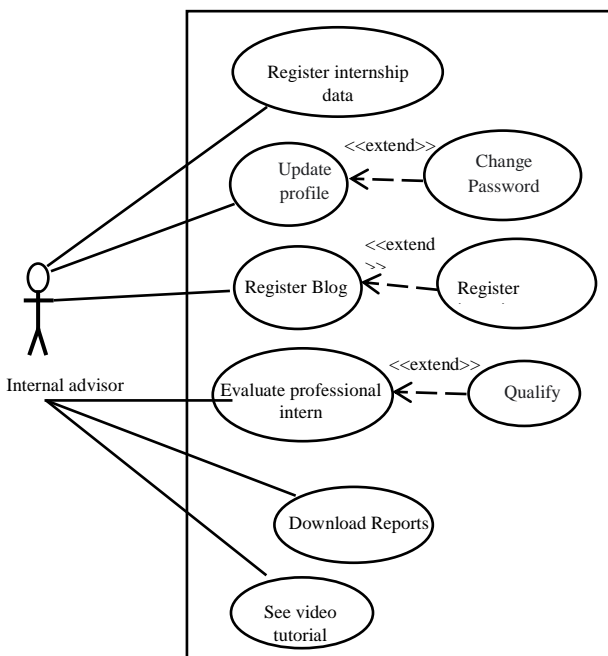 Register internship
data
<<extend>>
Update
profile
Change
Password
<<extend
>>
Register Blog
Register
<<extend>>
Internal advisor
Evaluate professional
intern
Qualify
Download Reports
See video
tutorial